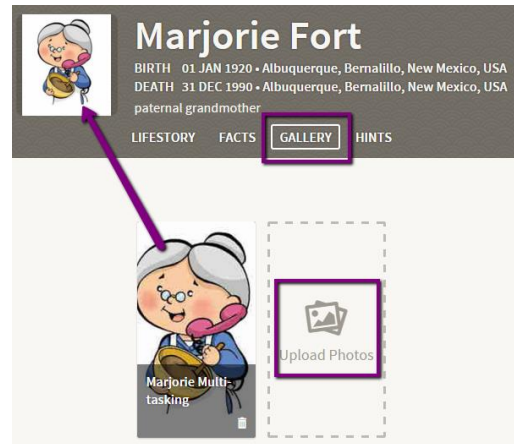 Marjorie Fort
BIRTH 01 JAN 1920 • Albuquerque, Bernalillo, New Mexico, USA
DEATH 31 DEC 1990 • Albuquerque, Bernalillo, New Mexico, USA
paternal grandmother
LIFESTORY FACTS GALLERY HINTS
Upload Photos
Marjorie Multi-
tasking